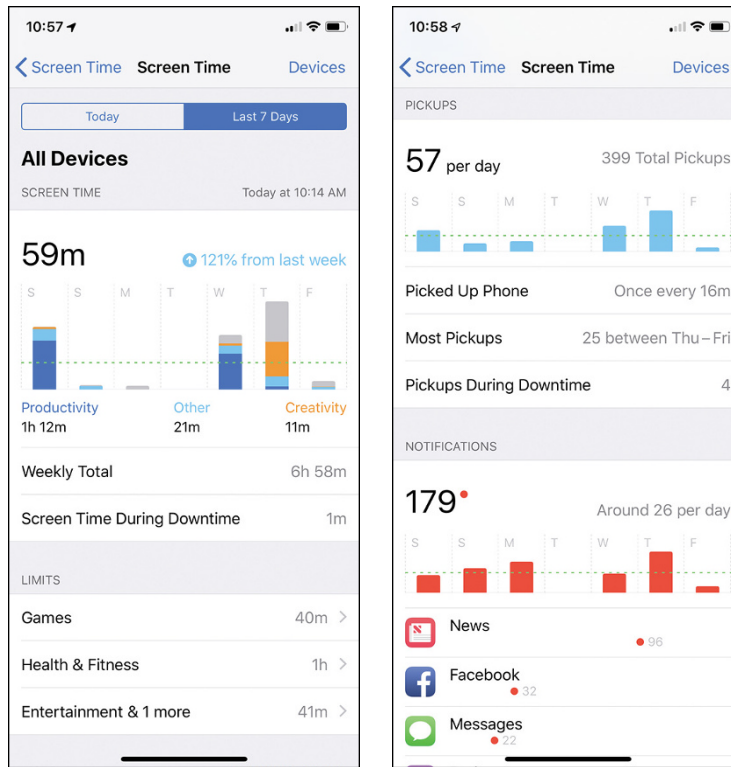 10:57
Screen Time Screen Time Devices
Today Last 7 Days
All Devices
SCREEN TIME Today at 10:14 AM
59m 121% from last week
S S M T W T F
Productivity Other Creativity
1h 12m 21m 11m
Weekly Total 6h 58m
Screen Time During Downtime 1m
LIMITS
Games 40m
Health & Fitness 1h
Entertainment & 1 more 41m
10:58
Screen Time Screen Time Devices
PICKUPS
57 per day 399 Total Pickups
S S M T W T F
Picked Up Phone Once every 16m
Most Pickups 25 between Thu – Fri
Pickups During Downtime 4
NOTIFICATIONS
179 Around 26 per day
S S M T W T F
News
96
Facebook
32
Messages
22